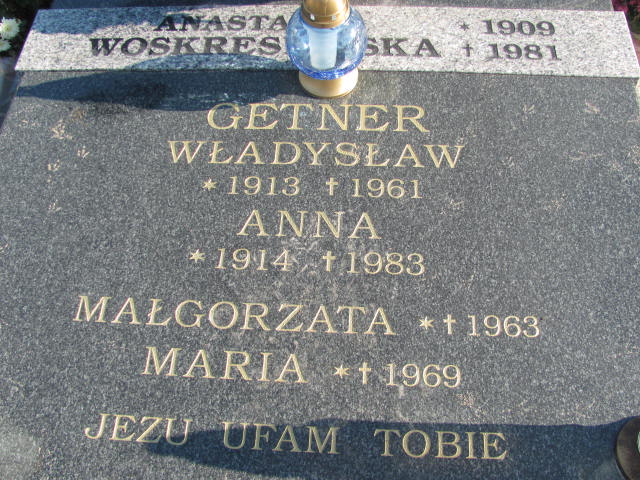 * 1909
† 1981
GETNER
WŁADYSŁAW
* 1913 † 1961
ANNA
* 1914 † 1983
MAŁGORZATA * † 1963
MARIA * † 1969
JEZU UFAM TOBIE